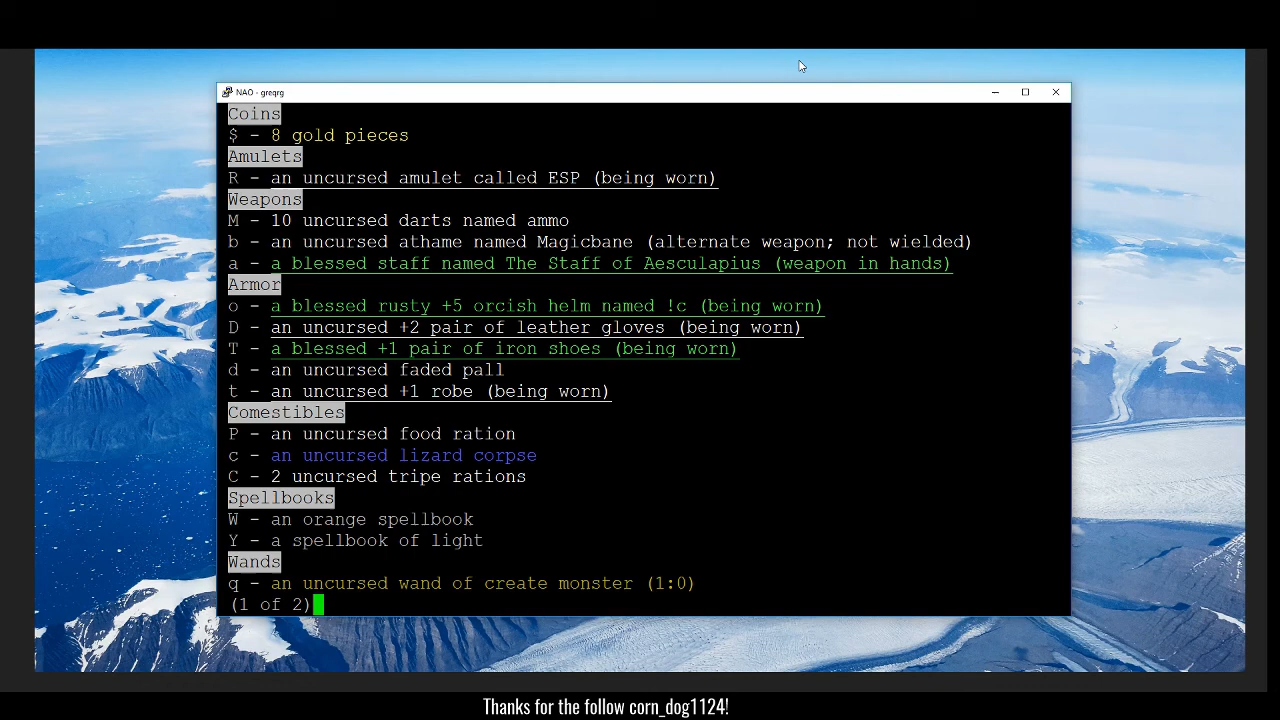 NAO - greqrg
Coins
$ - 8 gold pieces
Amulets
R - an uncursed amulet called ESP (being worn)
Weapons
M - 10 uncursed darts named ammo
b - an uncursed athame named Magicbane (alternate weapon; not wielded)
a - a blessed staff named The Staff of Aesculapius (weapon in hands)
Armor
o - a blessed rusty +5 orcish helm named !c (being worn)
D - an uncursed +2 pair of leather gloves (being worn)
T - a blessed +1 pair of iron shoes (being worn)
d - an uncursed faded pall
t - an uncursed +1 robe (being worn)
Comestibles
P - an uncursed food ration
c - an uncursed lizard corpse
C - 2 uncursed tripe rations
Spellbooks
W - an orange spellbook
Y - a spellbook of light
Wands
q - an uncursed wand of create monster (1:0)
(1 of 2)
Thanks for the follow corn_dog1124!